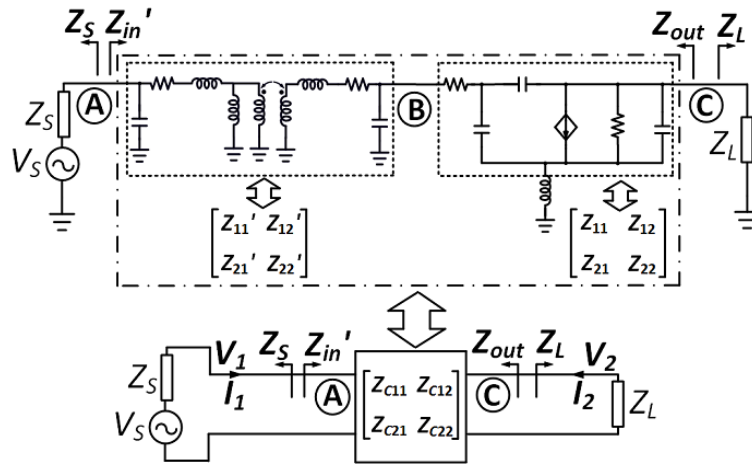 Z_S Z_in' Z_out Z_L
A B C
Z_S
V_S
Z_L
[Z_11' Z_12'
Z_21' Z_22']
[Z_11 Z_12
Z_21 Z_22]
V_1 Z_S Z_in' Z_out Z_L V_2
Z_S I_1 A C I_2 Z_L
V_S
[Z_C11 Z_C12
Z_C21 Z_C22]